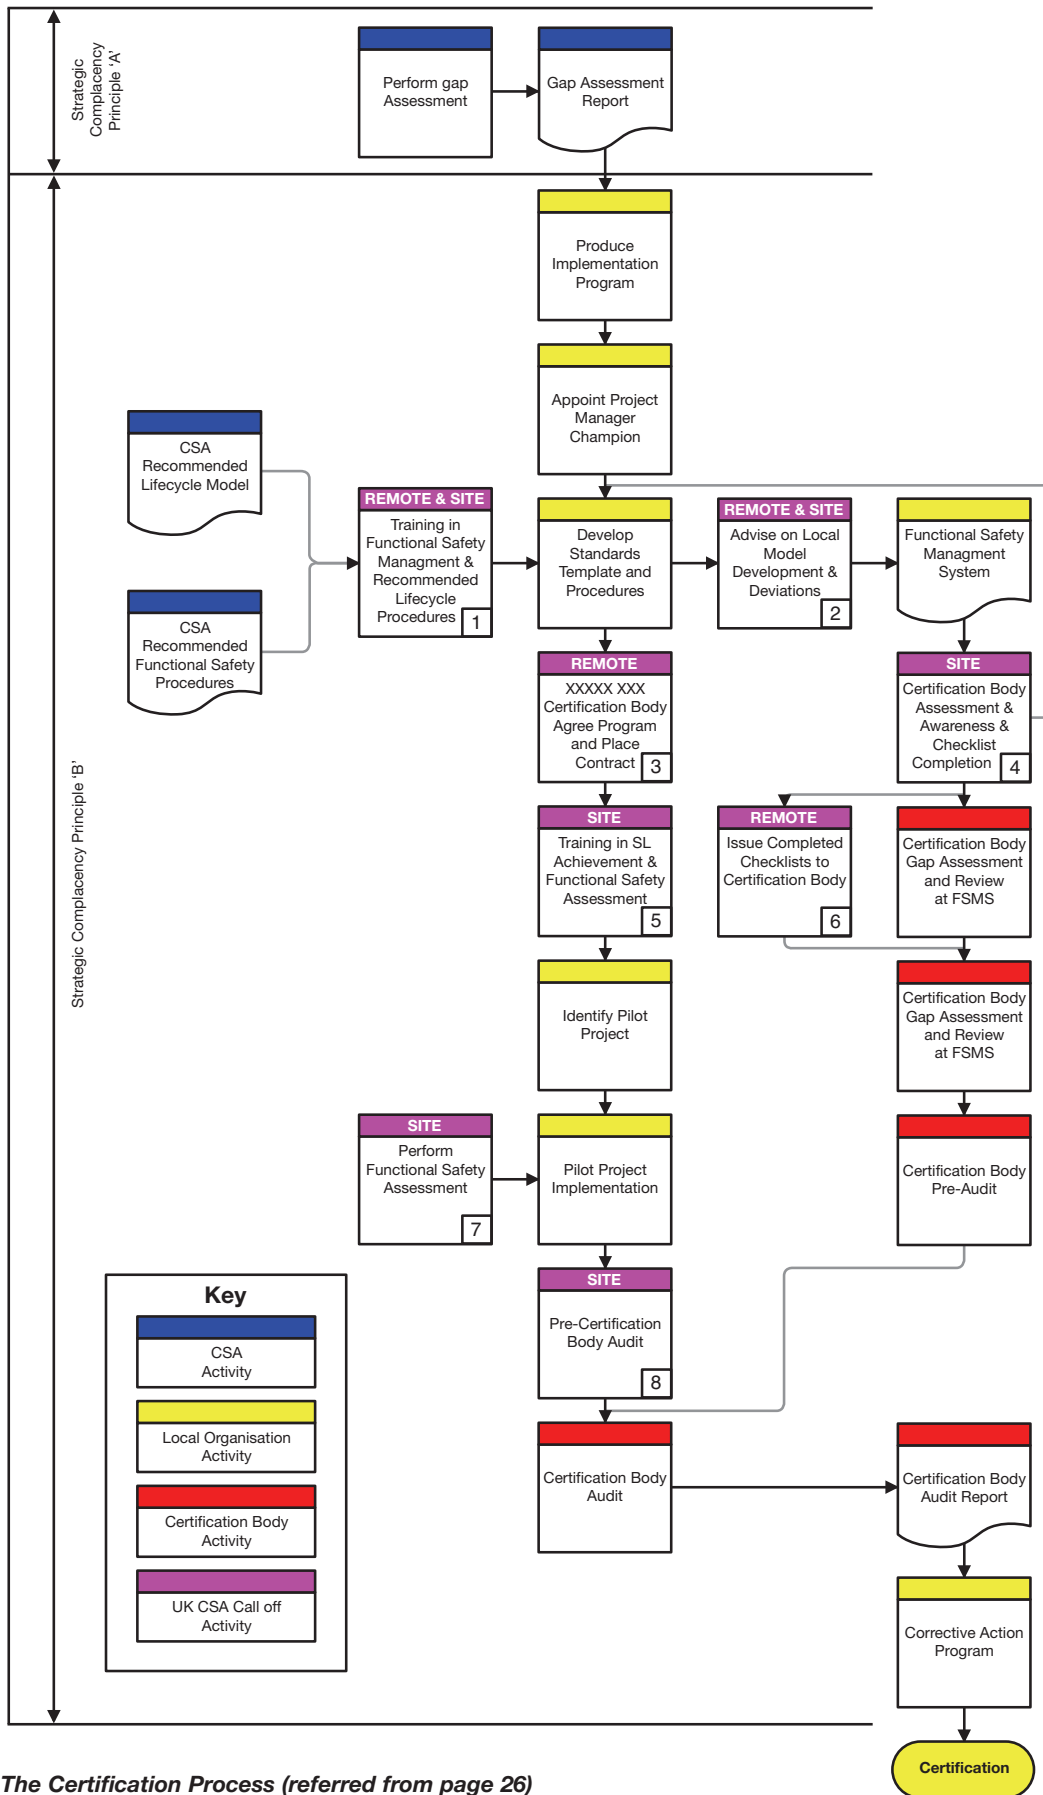 Strategic
Complacency
Principle ‘A’
Perform gap
Assessment
Gap Assessment
Report
Strategic Complacency Principle ‘B’
Produce
Implementation
Program
Appoint Project
Manager
Champion
CSA
Recommended
Lifecycle Model
CSA
Recommended
Functional Safety
Procedures
REMOTE & SITE
Training in
Functional Safety
Managment &
Recommended
Lifecycle
Procedures
1
Develop
Standards
Template and
Procedures
REMOTE & SITE
Advise on Local
Model
Development &
Deviations
2
Functional Safety
Managment
System
REMOTE
XXXXX XXX
Certification Body
Agree Program
and Place
Contract
3
SITE
Certification Body
Assessment &
Awareness &
Checklist
Completion
4
SITE
Training in SL
Achievement &
Functional Safety
Assessment
5
REMOTE
Issue Completed
Checklists to
Certification Body
6
Certification Body
Gap Assessment
and Review
at FSMS
Identify Pilot
Project
Certification Body
Gap Assessment
and Review
at FSMS
SITE
Perform
Functional Safety
Assessment
7
Pilot Project
Implementation
Certification Body
Pre-Audit
SITE
Pre-Certification
Body Audit
8
Key
CSA
Activity
Local Organisation
Activity
Certification Body
Activity
UK CSA Call off
Activity
Certification Body
Audit
Certification Body
Audit Report
Corrective Action
Program
Certification
The Certification Process (referred from page 26)